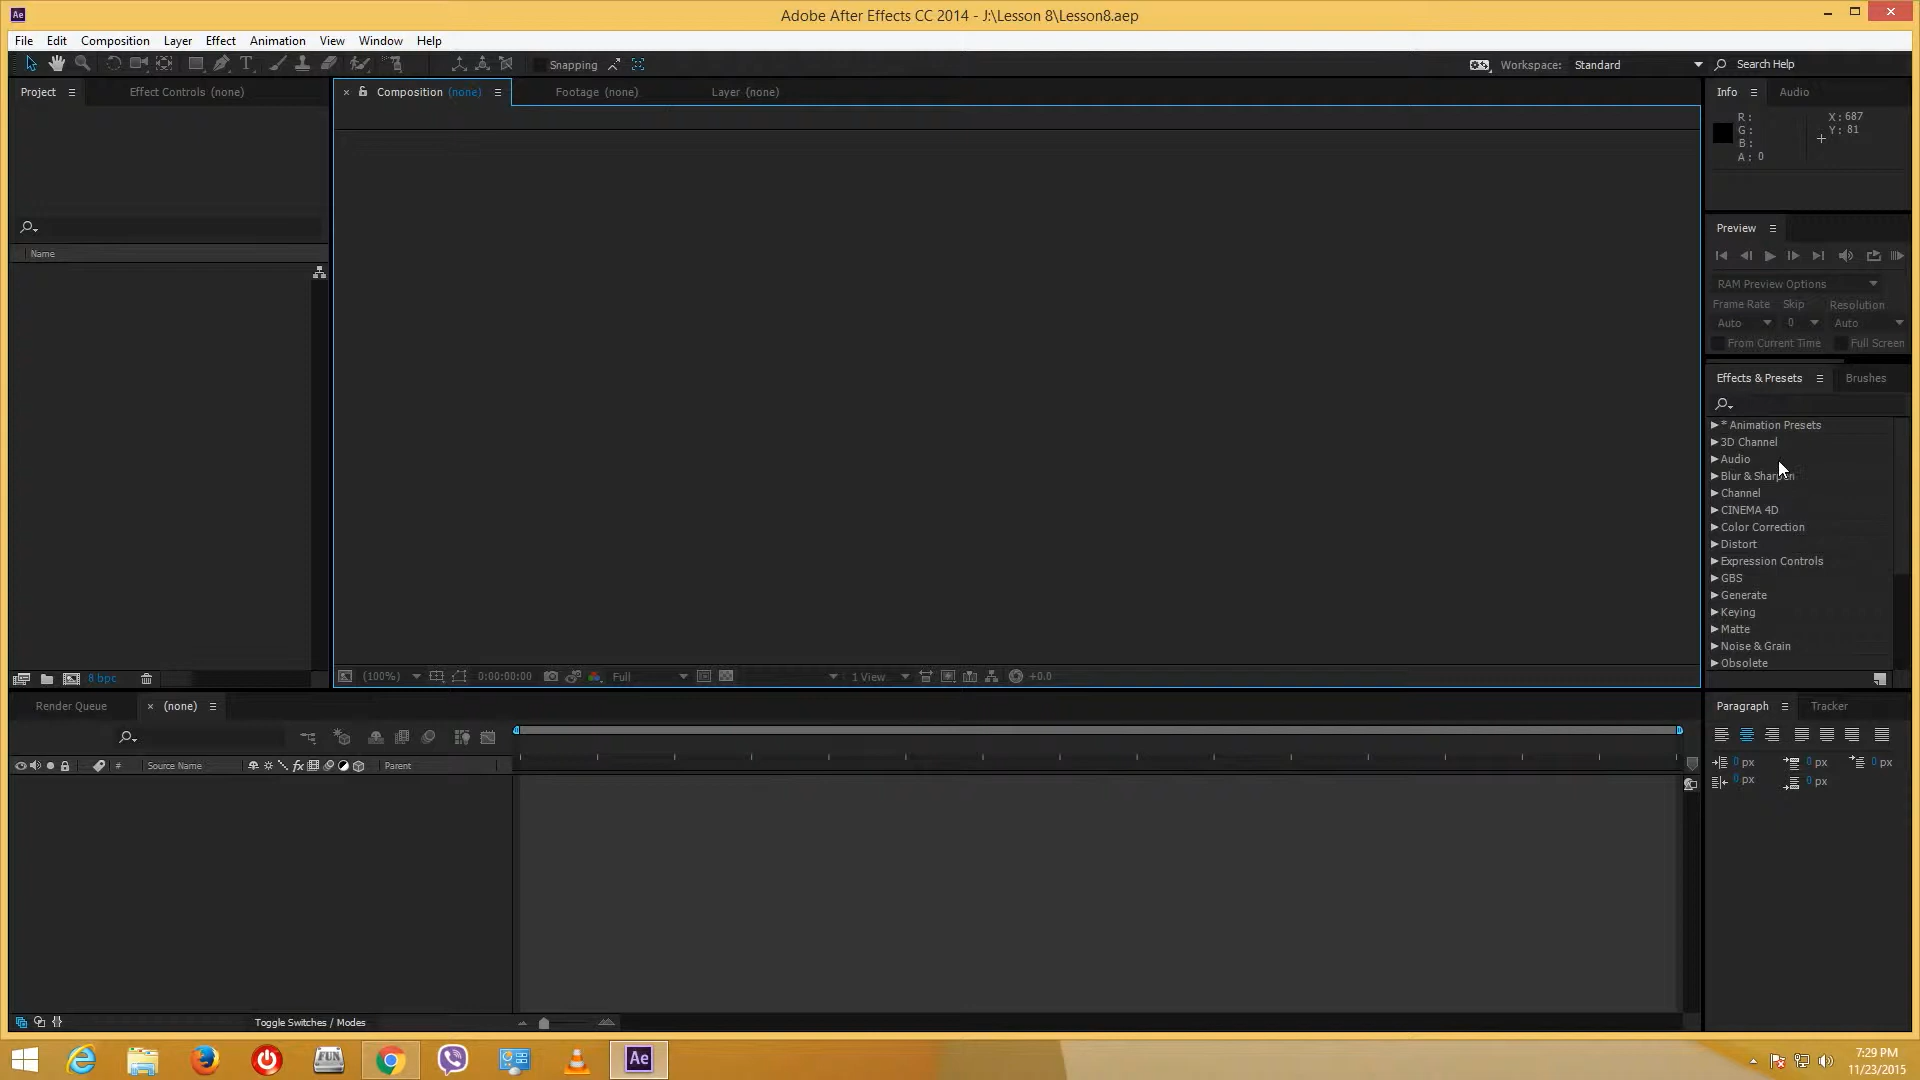 Ae
Adobe After Effects CC 2014 - J:\Lesson 8\Lesson8.aep
File Edit Composition Layer Effect Animation View Window Help
Snapping
Workspace: Standard
Search Help
Project
Effect Controls (none)
Composition (none)
Footage (none)
Layer (none)
Info
Audio
R:
G:
B:
A: 0
X: 687
Y: 81
Preview
RAM Preview Options
Frame Rate Skip Resolution
Auto 0 Auto
From Current Time Full Screen
Effects & Presets
Brushes
* Animation Presets
3D Channel
Audio
Blur & Sharpen
Channel
CINEMA 4D
Color Correction
Distort
Expression Controls
GBS
Generate
Keying
Matte
Noise & Grain
Obsolete
Name
8 bpc
(100%)
0:00:00:00
Full
1 View
+0.0
Render Queue
(none)
# Source Name
fx
Parent
Paragraph
Tracker
0 px 0 px 0 px
0 px 0 px
Toggle Switches / Modes
FUN
Ae
7:29 PM
11/23/2015